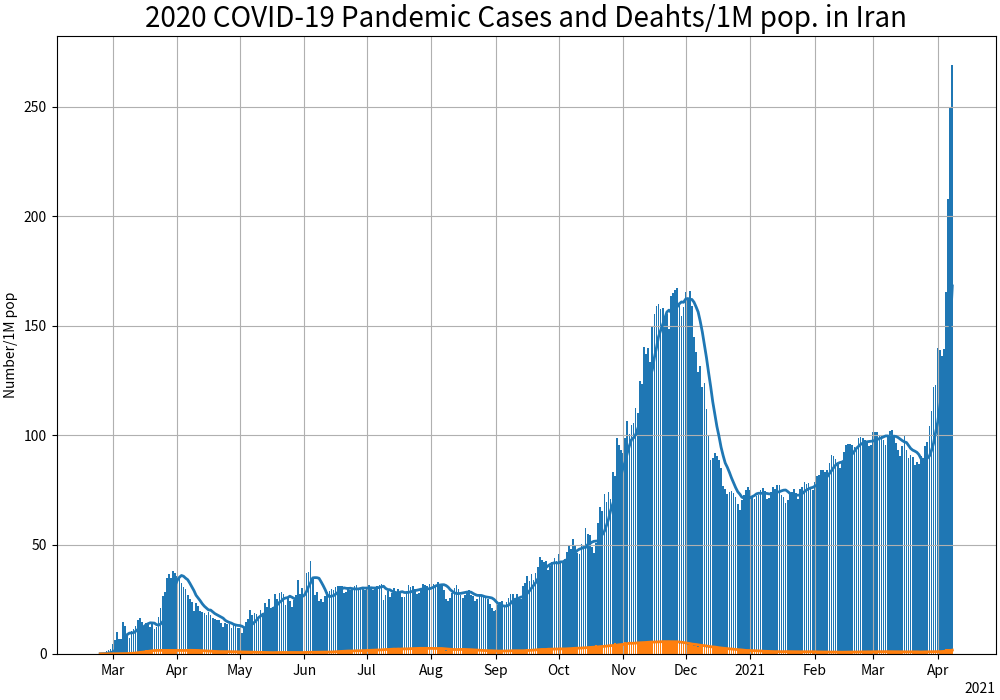 2020 COVID-19 Pandemic Cases and Deahts/1M pop. in Iran
Number/1M pop
250
200
150
100
50
0
Mar Apr May Jun Jul Aug Sep Oct Nov Dec 2021 Feb Mar Apr
2021